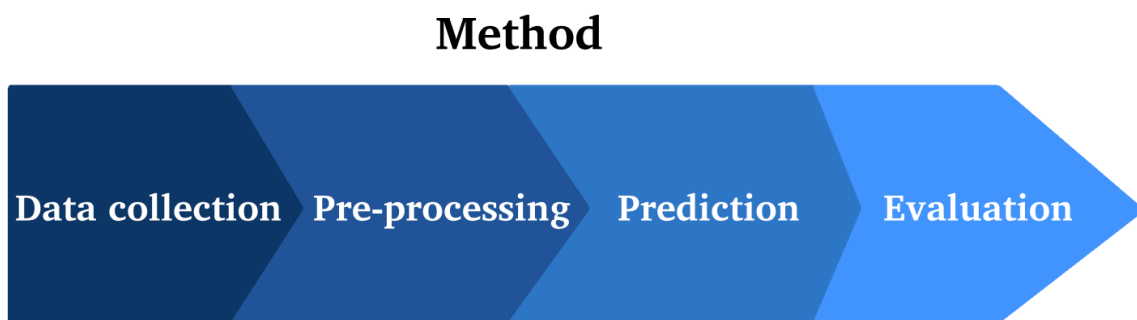 Method
Data collection
Pre-processing
Prediction
Evaluation